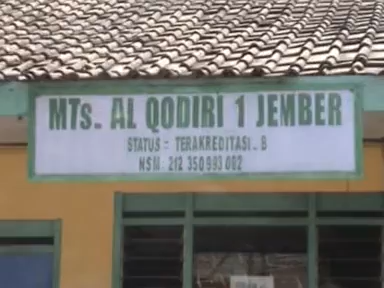 MTs. AL QODIRI 1 JEMBER
STATUS = TERAKREDITASI . B
NSM : 212 350 993 002